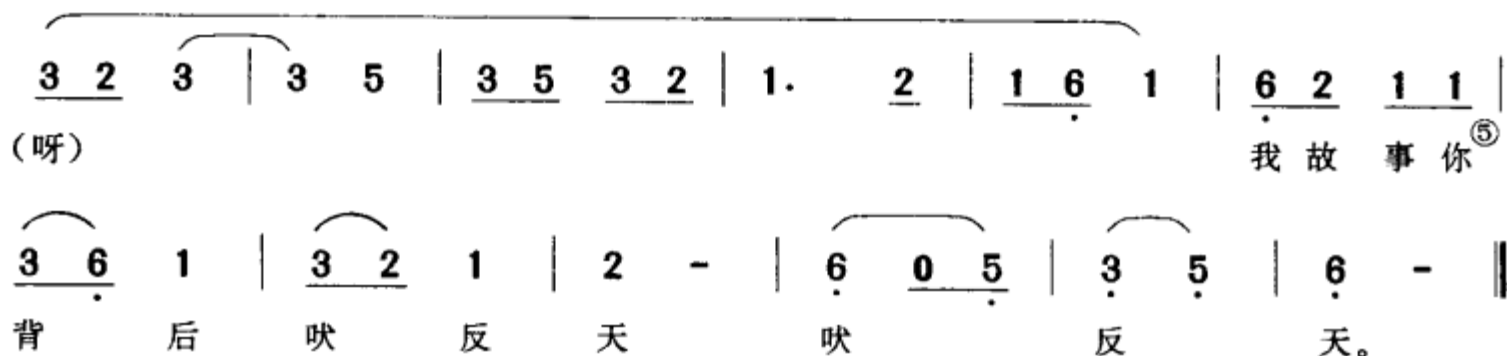 3 2 3 | 3 5 | 3 5 3 2 | 1. 2 | 1 6 1 | 6 2 1 1 |
(呀) 我故事你⑤
3 6 1 | 3 2 1 | 2 - | 6 0 5 | 3 5 | 6 - ‖
背后吠反天吠反天。